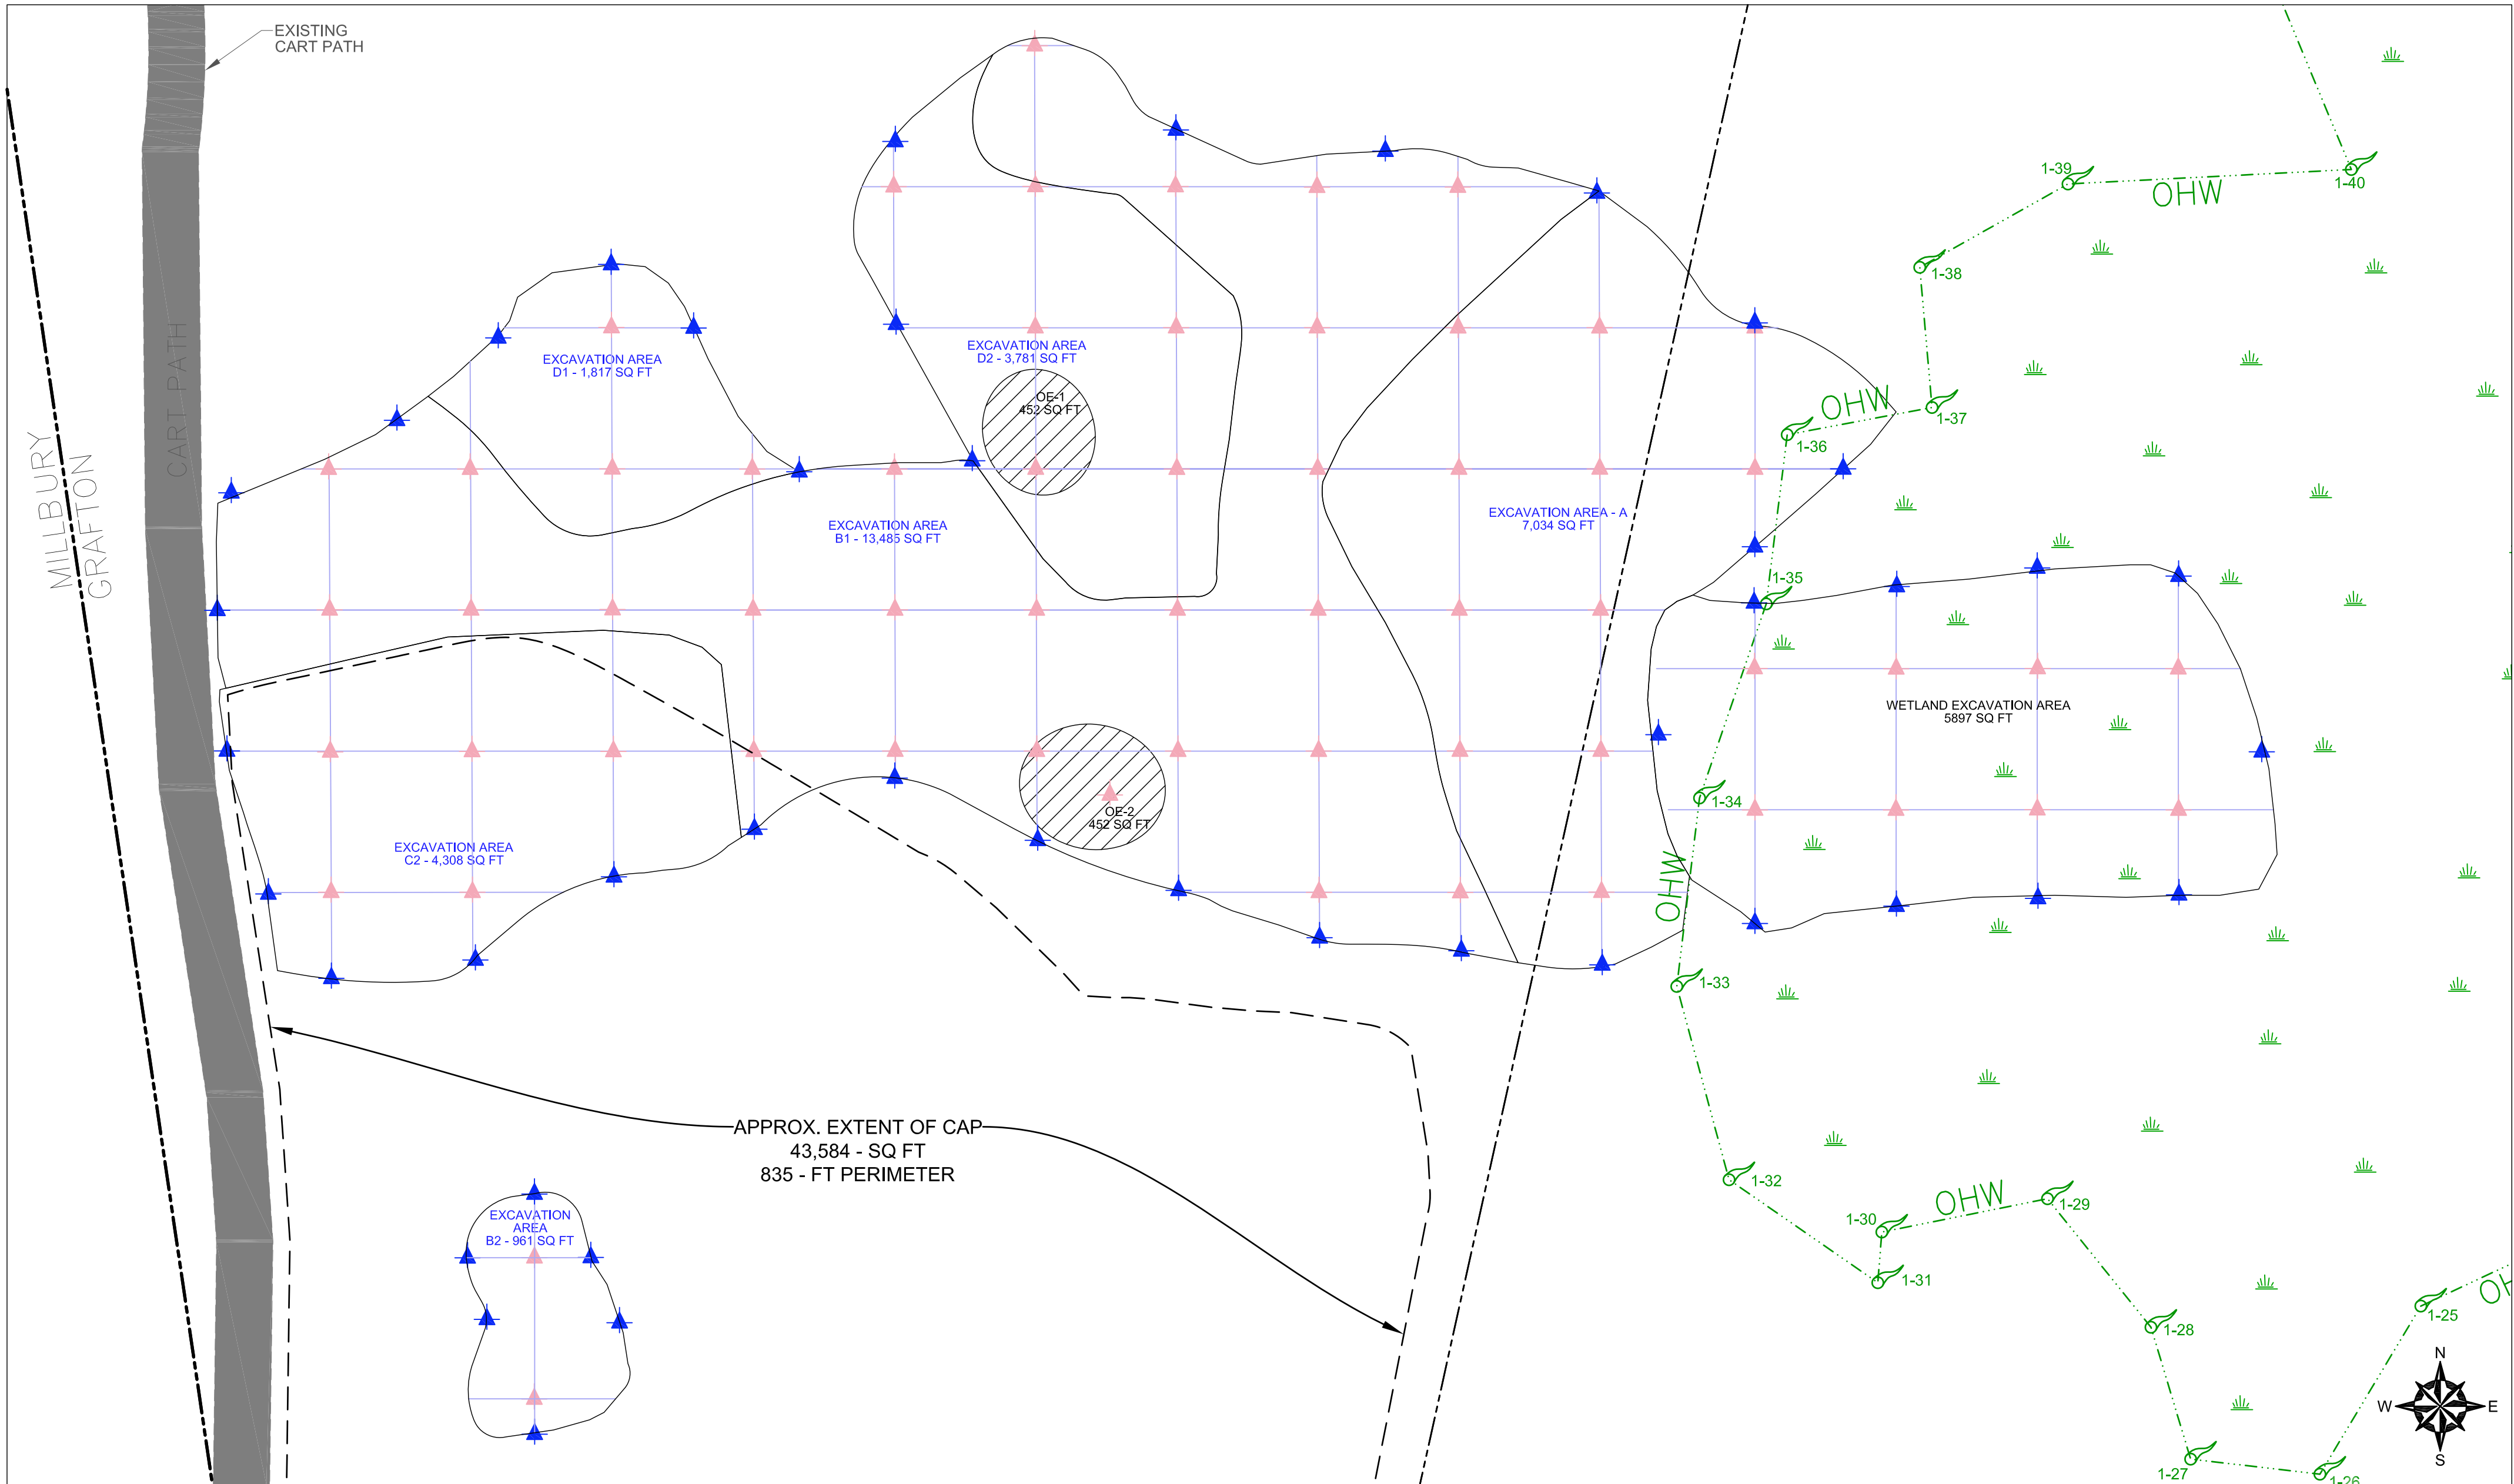 EXISTING
CART PATH
CART PATH
MILLBURY
GRAFTON
EXCAVATION AREA
D1 - 1,817 SQ FT
EXCAVATION AREA
D2 - 3,781 SQ FT
OE-1
452 SQ FT
EXCAVATION AREA
B1 - 13,485 SQ FT
EXCAVATION AREA - A
7,034 SQ FT
1-39
1-40
OHW
1-38
OHW
1-37
1-36
1-35
WETLAND EXCAVATION AREA
5897 SQ FT
1-34
OE-2
452 SQ FT
EXCAVATION AREA
C2 - 4,308 SQ FT
OHW
1-33
APPROX. EXTENT OF CAP
43,584 - SQ FT
835 - FT PERIMETER
1-32
1-30
OHW
1-29
1-31
EXCAVATION
AREA
B2 - 961 SQ FT
1-28
1-25
1-27
1-26
N
W
E
S